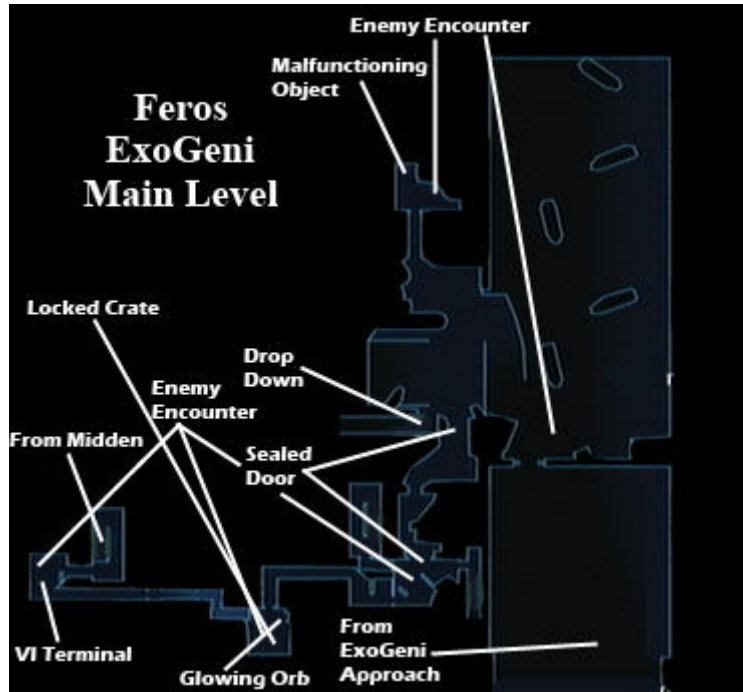 Enemy Encounter
Malfunctioning
Object
Feros
ExoGeni
Main Level
Locked Crate
Drop
Down
Enemy
Encounter
From Midden
Sealed
Door
From
ExoGeni
Approach
VI Terminal
Glowing Orb